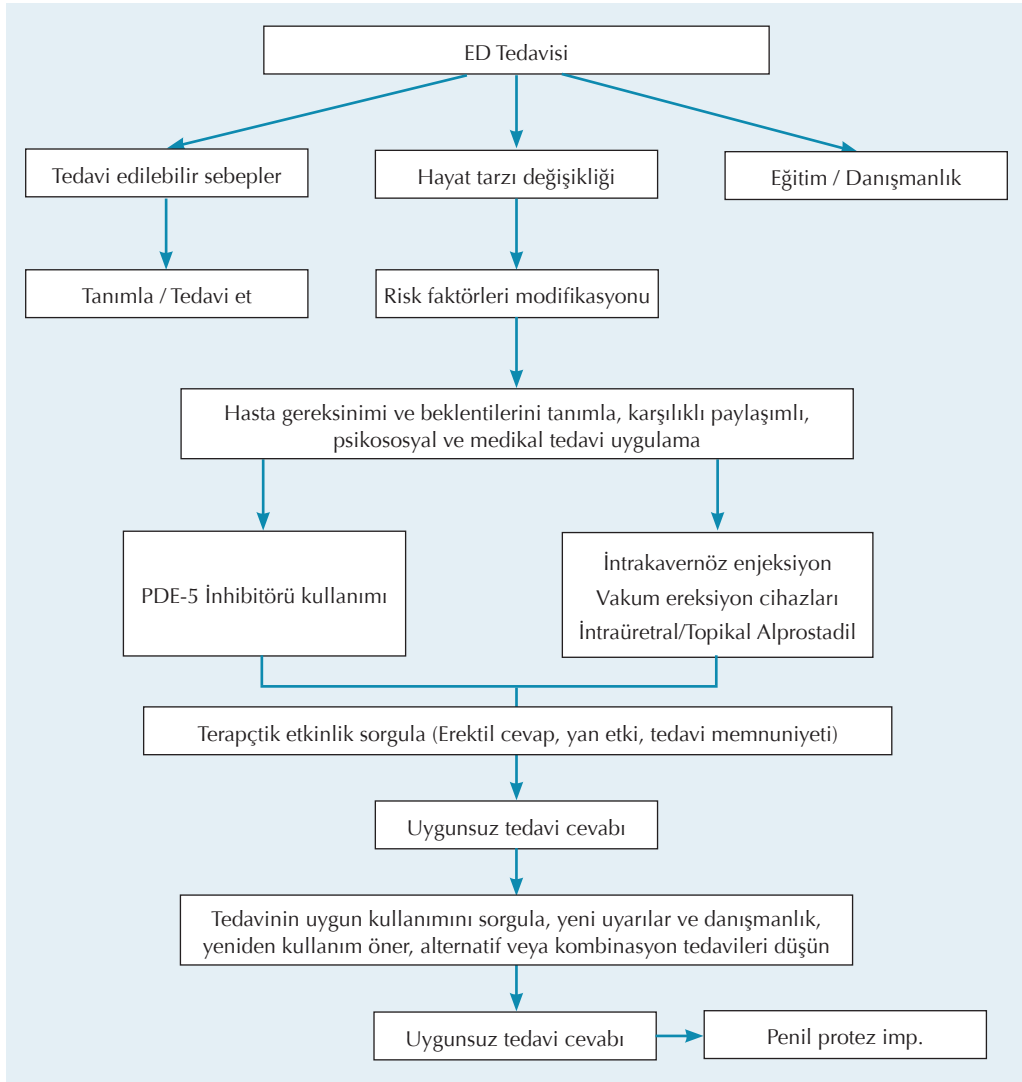 ED Tedavisi
Tedavi edilebilir sebepler
Hayat tarzı değişikliği
Eğitim / Danışmanlık
Tanımla / Tedavi et
Risk faktörleri modifikasyonu
Hasta gereksinimi ve beklentilerini tanımla, karşılıklı paylaşımlı,
psikososyal ve medikal tedavi uygulama
PDE-5 İnhibitörü kullanımı
İntrakavernöz enjeksiyon
Vakum ereksiyon cihazları
İntraüretral/Topikal Alprostadil
Terapçtik etkinlik sorgula (Erektil cevap, yan etki, tedavi memnuniyeti)
Uygunsuz tedavi cevabı
Tedavinin uygun kullanımını sorgula, yeni uyarılar ve danışmanlık,
yeniden kullanım öner, alternatif veya kombinasyon tedavileri düşün
Uygunsuz tedavi cevabı
Penil protez imp.